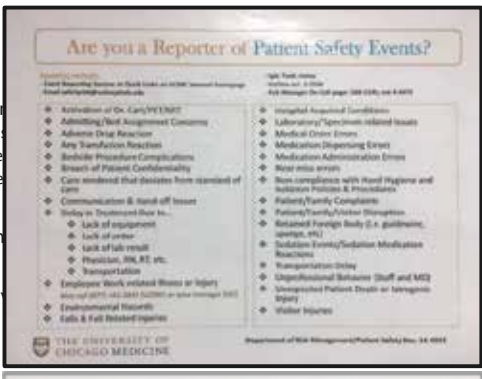 Are you a Reporter of Patient Safety Events?
Activation of Dr. Cart/
Admitting/Bed Assignment Concerns
Adverse Drug Reaction
Any Transfusion Reaction
Bedside Procedure Complications
Breach of Patient Confidentiality
Care rendered that deviates from standard of
care
Communication & Hand-off Issues
Delay in Treatment due to...
Lack of equipment
Lack of order
Lack of lab result
Physician, RN, RT, etc.
Transportation
Employee Work related Illness or Injury
Environmental Hazards
Falls & Fall Related Injuries
Hospital Acquired Conditions
Laboratory/Specimen related Issues
Medical Order Errors
Medication Dispensing Errors
Medication Administration Errors
Near miss errors
Non compliance with Hand Hygiene and
Isolation Policies & Procedures
Patient/Family Complaints
Patient/Family/Visitor Disruption
Retained Foreign Body (i.e. guidewire,
sponge, etc)
Sedation Events/Sedation Medication
Reactions
Transportation Delay
Unprofessional Behavior (Staff and MD)
Unexpected Patient Death or Iatrogenic
Injury
Visitor Injuries
THE UNIVERSITY OF
CHICAGO MEDICINE
Department of Risk Management/Patient Safety